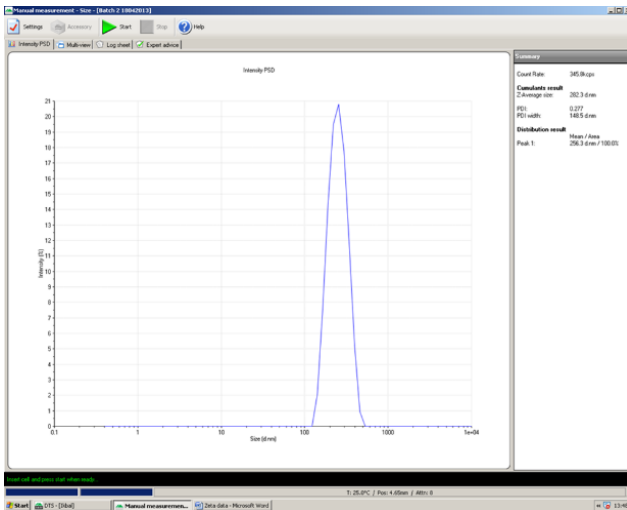 Manual measurement - Size - [Batch 2 18042013]
Settings Accessory Start Stop Help
Intensity PSD Multi-view Log sheet Expert advice
Summary
Count Rate: 345.8kcps
Cumulants result
Z-Average size: 282.3 d.nm
PDI: 0.277
PDI width: 148.5 d.nm
Distribution result
Mean / Area
Peak 1: 256.3 d.nm / 100.0%
Intensity PSD
21
20
19
18
17
16
15
14
13
12
11
10
9
8
7
6
5
4
3
2
1
0
Intensity (%)
0.1 1 10 100 1000 1e+04
Size (d.nm)
Insert cell and press start when ready.
T: 25.0°C / Pos: 4.65mm / Attn: 8
Start DTS - [Sibal] Manual measuremen... Zeta data - Microsoft Word 13:48